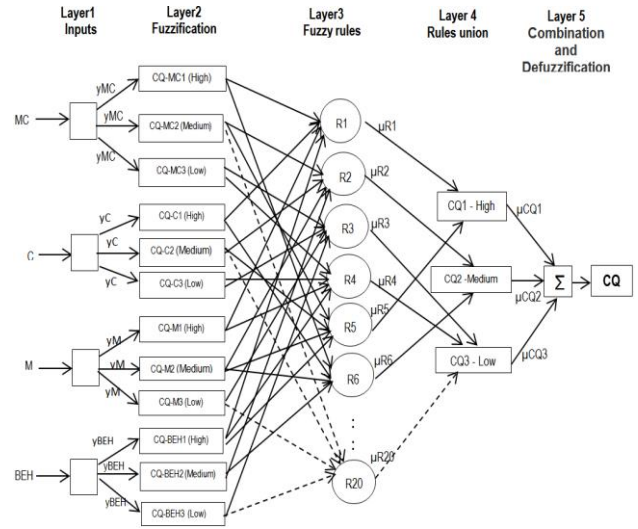 Layer1
Inputs
Layer2
Fuzzification
Layer3
Fuzzy rules
Layer 4
Rules union
Layer 5
Combination
and
Defuzzification
MC
yMC
yMC
yMC
CQ-MC1 (High)
CQ-MC2 (Medium)
CQ-MC3 (Low)
C
yC
yC
yC
CQ-C1 (High)
CQ-C2 (Medium)
CQ-C3 (Low)
M
yM
yM
yM
CQ-M1 (High)
CQ-M2 (Medium)
CQ-M3 (Low)
BEH
yBEH
yBEH
yBEH
CQ-BEH1 (High)
CQ-BEH2 (Medium)
CQ-BEH3 (Low)
R1
R2
R3
R4
R5
R6
R20
μR1
μR2
μR3
μR4
μR5
μR6
μR20
CQ1 - High
CQ2 -Medium
CQ3 - Low
μCQ1
μCQ2
μCQ3
Σ
CQ